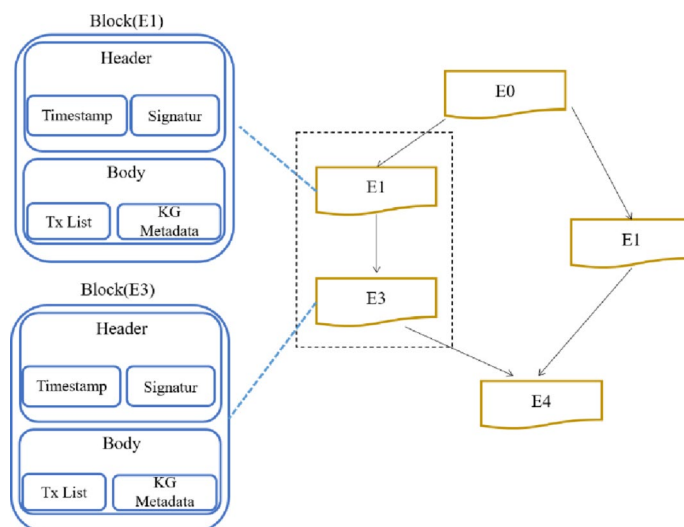 Block(E1)
Header
Timestamp
Signatur
Body
Tx List
KG
Metadata
Block(E3)
Header
Timestamp
Signatur
Body
Tx List
KG
Metadata
E0
E1
E1
E3
E4